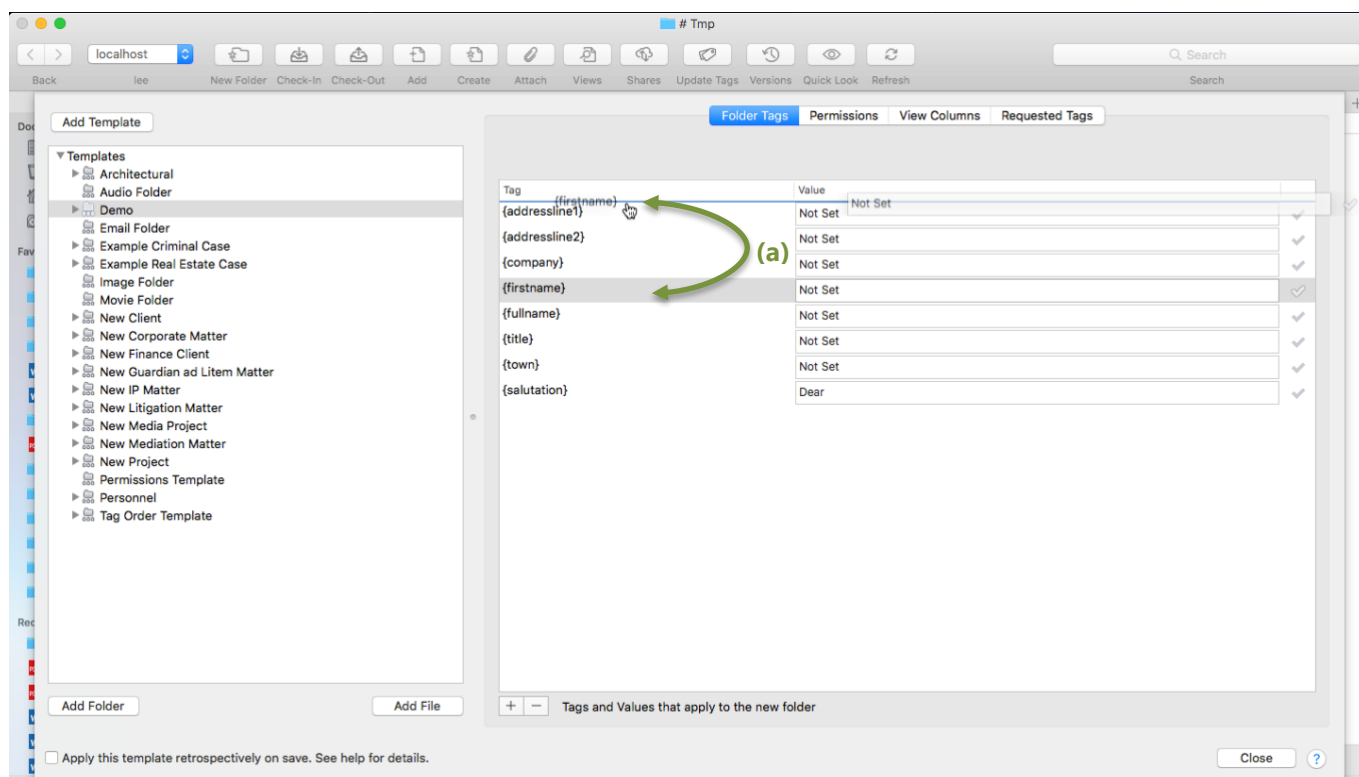 # Tmp
localhost
Search
Back
lee
New Folder
Check-In
Check-Out
Add
Create
Attach
Views
Shares
Update Tags
Versions
Quick Look
Refresh
Search
Add Template
Folder Tags
Permissions
View Columns
Requested Tags
Templates
Architectural
Audio Folder
Demo
Email Folder
Example Criminal Case
Example Real Estate Case
Image Folder
Movie Folder
New Client
New Corporate Matter
New Finance Client
New Guardian ad Litem Matter
New IP Matter
New Litigation Matter
New Media Project
New Mediation Matter
New Project
Permissions Template
Personnel
Tag Order Template
Tag Value
{firstname} Not Set
{addressline1} Not Set
{addressline2} Not Set
(a)
{company} Not Set
{firstname} Not Set
{fullname} Not Set
{title} Not Set
{town} Not Set
{salutation} Dear
Add Folder
Add File
+ −
Tags and Values that apply to the new folder
Apply this template retrospectively on save. See help for details.
Close
?